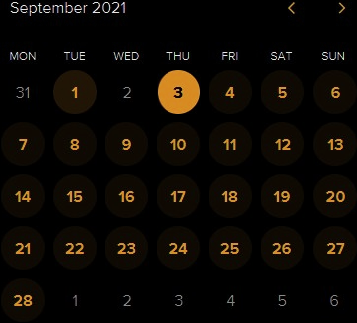 September 2021
MON TUE WED THU FRI SAT SUN
31 1 2 3 4 5 6
7 8 9 10 11 12 13
14 15 16 17 18 19 20
21 22 23 24 25 26 27
28 1 2 3 4 5 6